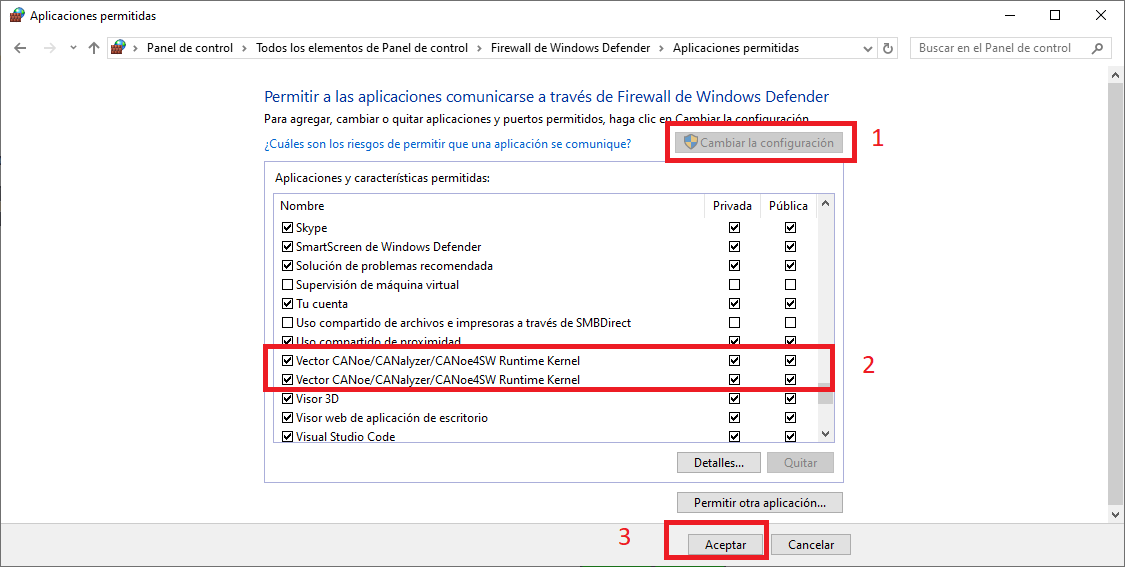 Aplicaciones permitidas
Panel de control > Todos los elementos de Panel de control > Firewall de Windows Defender > Aplicaciones permitidas
Buscar en el Panel de control
Permitir a las aplicaciones comunicarse a través de Firewall de Windows Defender
Para agregar, cambiar o quitar aplicaciones y puertos permitidos, haga clic en Cambiar la configuración.
¿Cuáles son los riesgos de permitir que una aplicación se comunique?
Cambiar la configuración
1
Aplicaciones y características permitidas:
Nombre Privada Pública
Skype
SmartScreen de Windows Defender
Solución de problemas recomendada
Supervisión de máquina virtual
Tu cuenta
Uso compartido de archivos e impresoras a través de SMBDirect
Uso compartido de proximidad
Vector CANoe/CANalyzer/CANoe4SW Runtime Kernel
Vector CANoe/CANalyzer/CANoe4SW Runtime Kernel
2
Visor 3D
Visor web de aplicación de escritorio
Visual Studio Code
Detalles... Quitar
Permitir otra aplicación...
3
Aceptar Cancelar